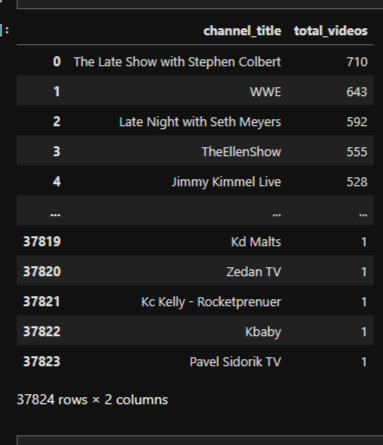 ]:
channel_title total_videos
0 The Late Show with Stephen Colbert 710
1 WWE 643
2 Late Night with Seth Meyers 592
3 TheEllenShow 555
4 Jimmy Kimmel Live 528
... ... ...
37819 Kd Malts 1
37820 Zedan TV 1
37821 Kc Kelly - Rocketprenuer 1
37822 Kbaby 1
37823 Pavel Sidorik TV 1
37824 rows × 2 columns